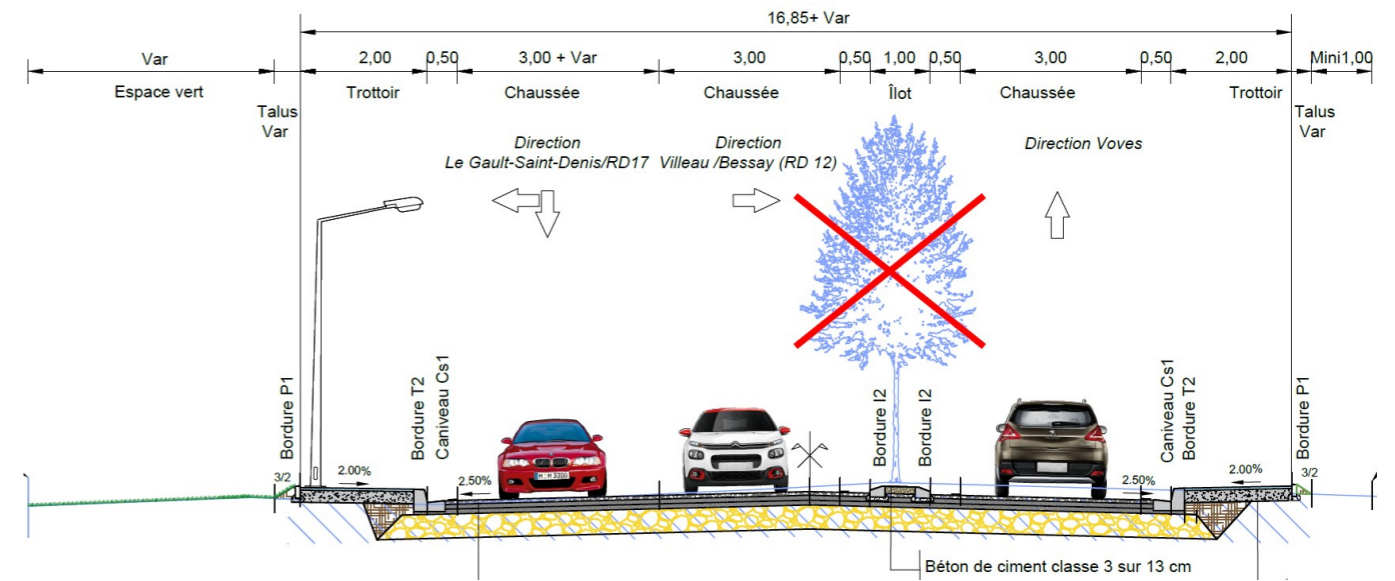 16,85+ Var
Var
2,00
0,50
3,00 + Var
3,00
0,50
1,00
0,50
3,00
0,50
2,00
Mini1,00
Espace vert
Trottoir
Chaussée
Chaussée
Îlot
Chaussée
Trottoir
Talus
Var
Talus
Var
Direction
Le Gault-Saint-Denis/RD17
Direction
Villeau /Bessay (RD 12)
Direction Voves
Bordure P1
Bordure T2
Caniveau Cs1
Bordure I2
Bordure I2
Caniveau Cs1
Bordure T2
Bordure P1
3/2
2.00%
2.50%
2.50%
2.00%
3/2
Béton de ciment classe 3 sur 13 cm